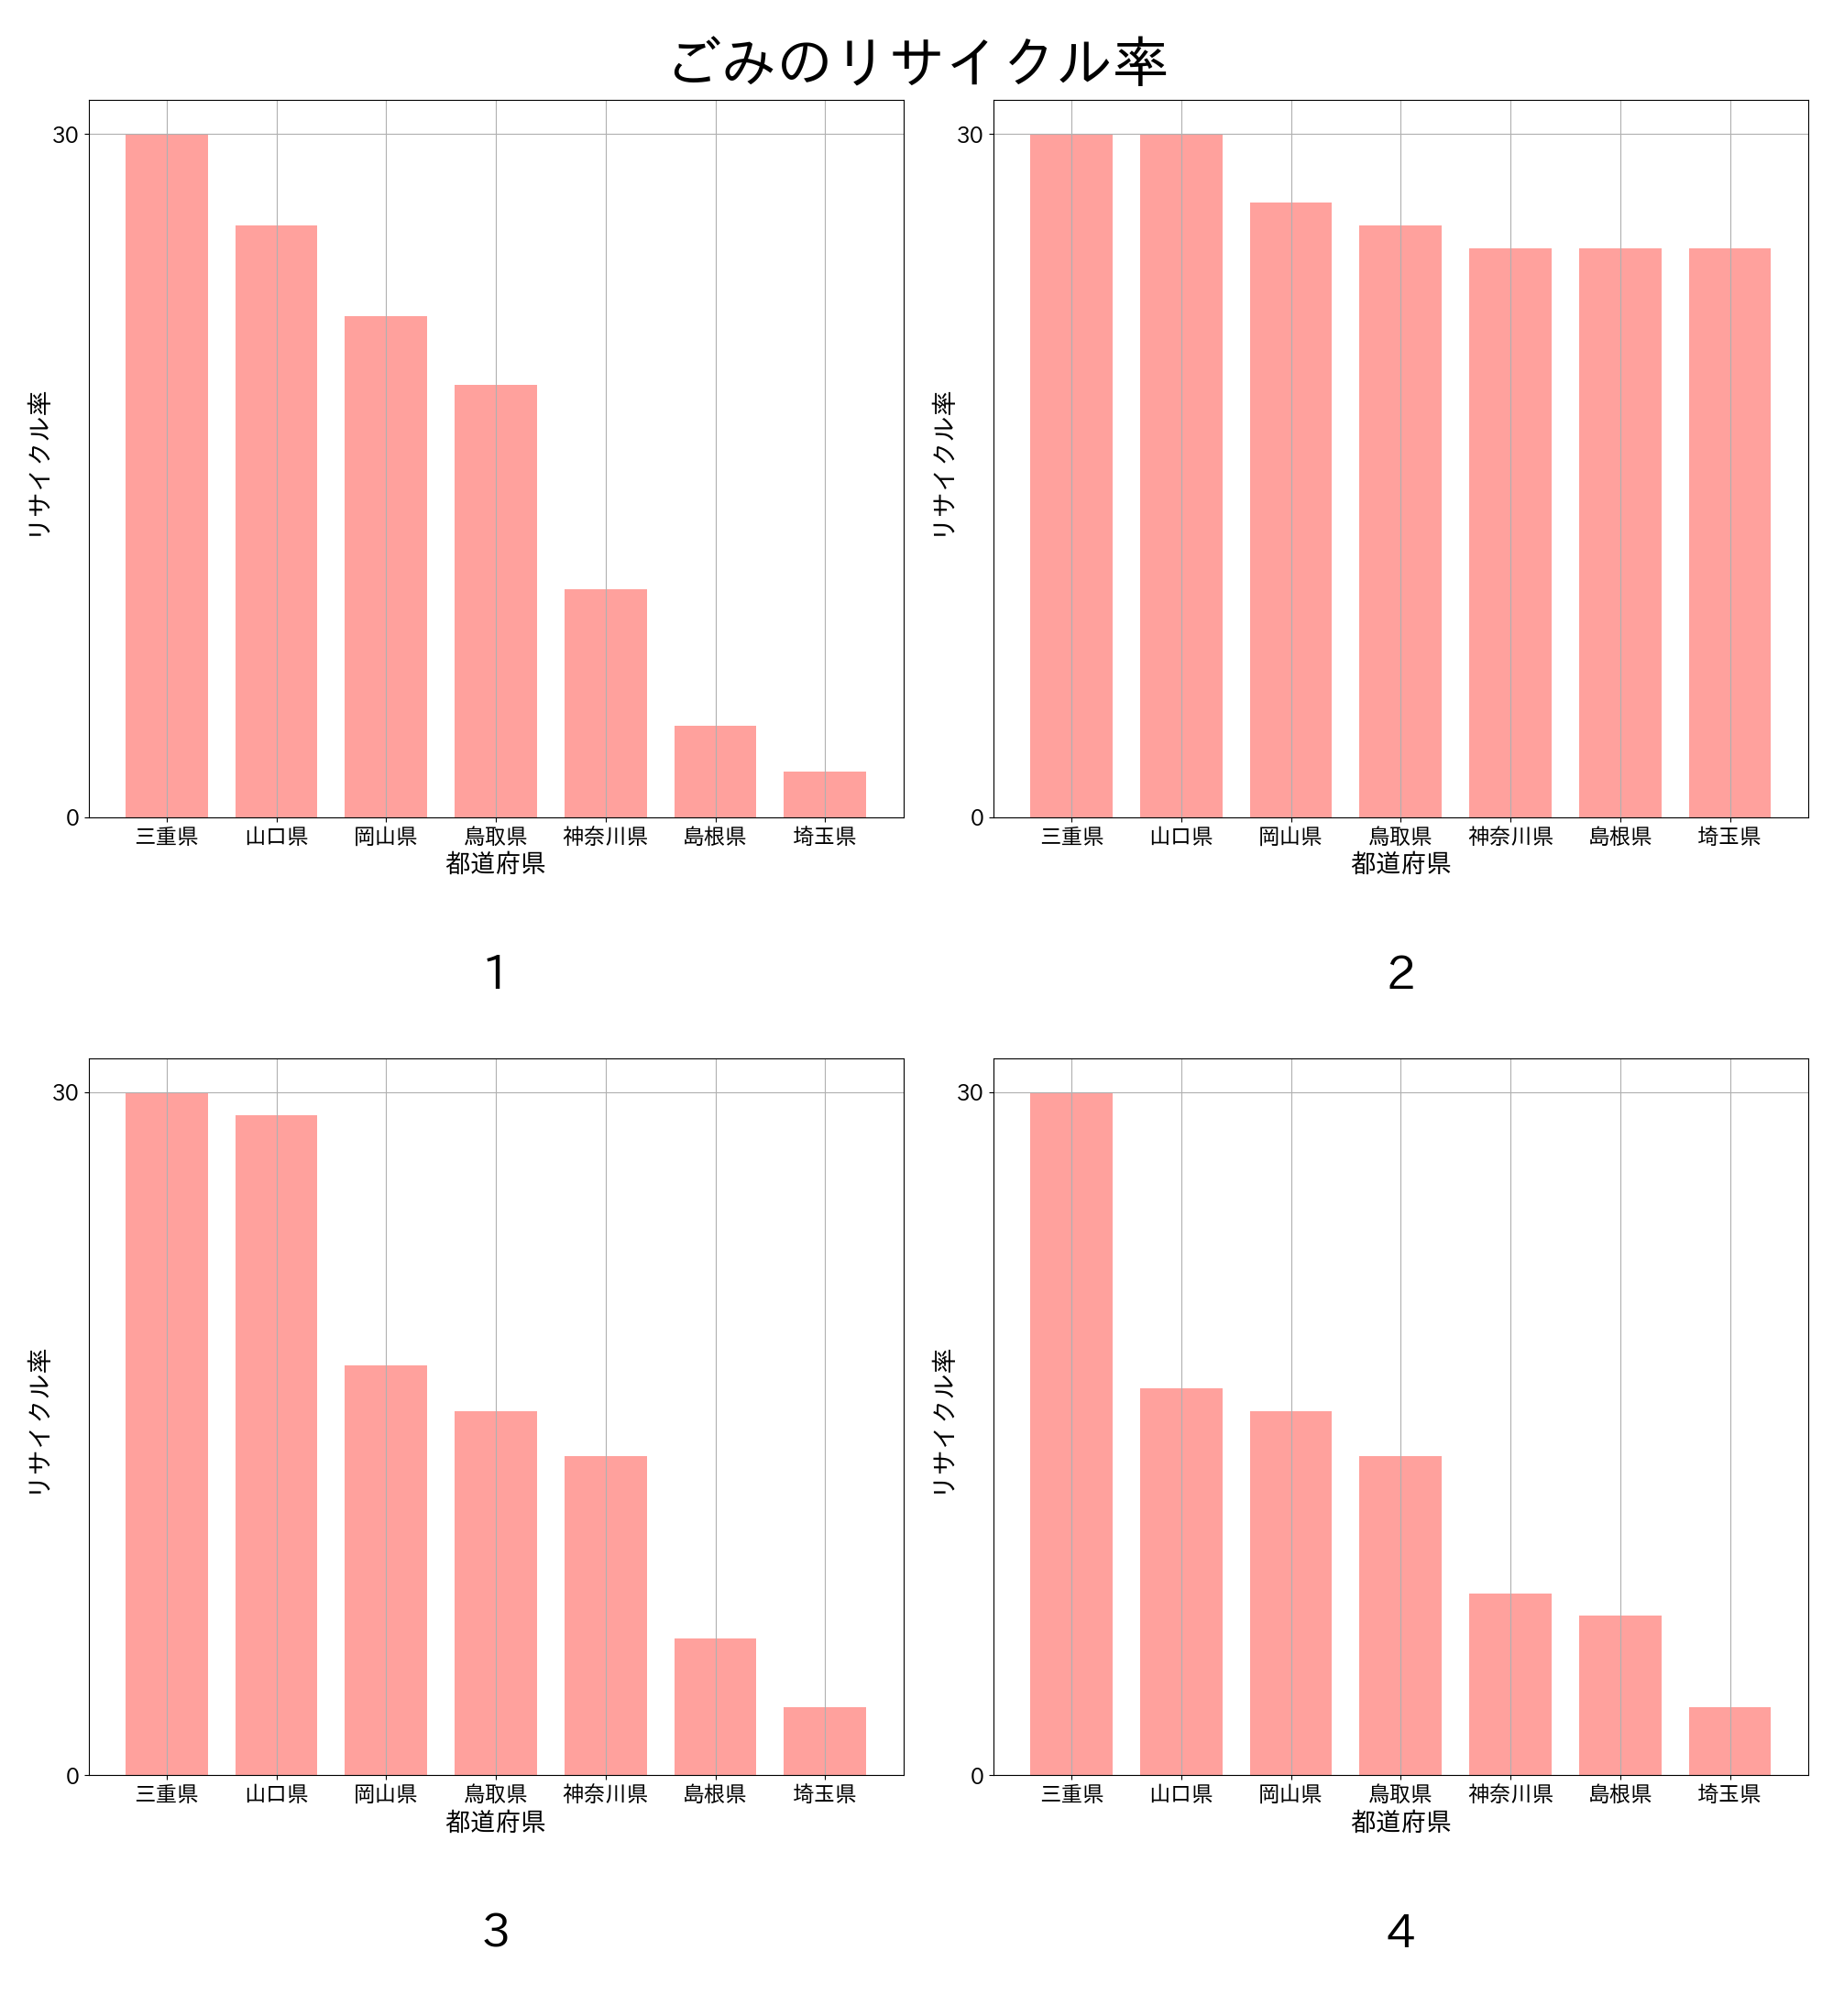 ごみのリサイクル率
30
0
リサイクル率
三重県 山口県 岡山県 鳥取県 神奈川県 島根県 埼玉県
都道府県
1
30
0
リサイクル率
三重県 山口県 岡山県 鳥取県 神奈川県 島根県 埼玉県
都道府県
2
30
0
リサイクル率
三重県 山口県 岡山県 鳥取県 神奈川県 島根県 埼玉県
都道府県
3
30
0
リサイクル率
三重県 山口県 岡山県 鳥取県 神奈川県 島根県 埼玉県
都道府県
4